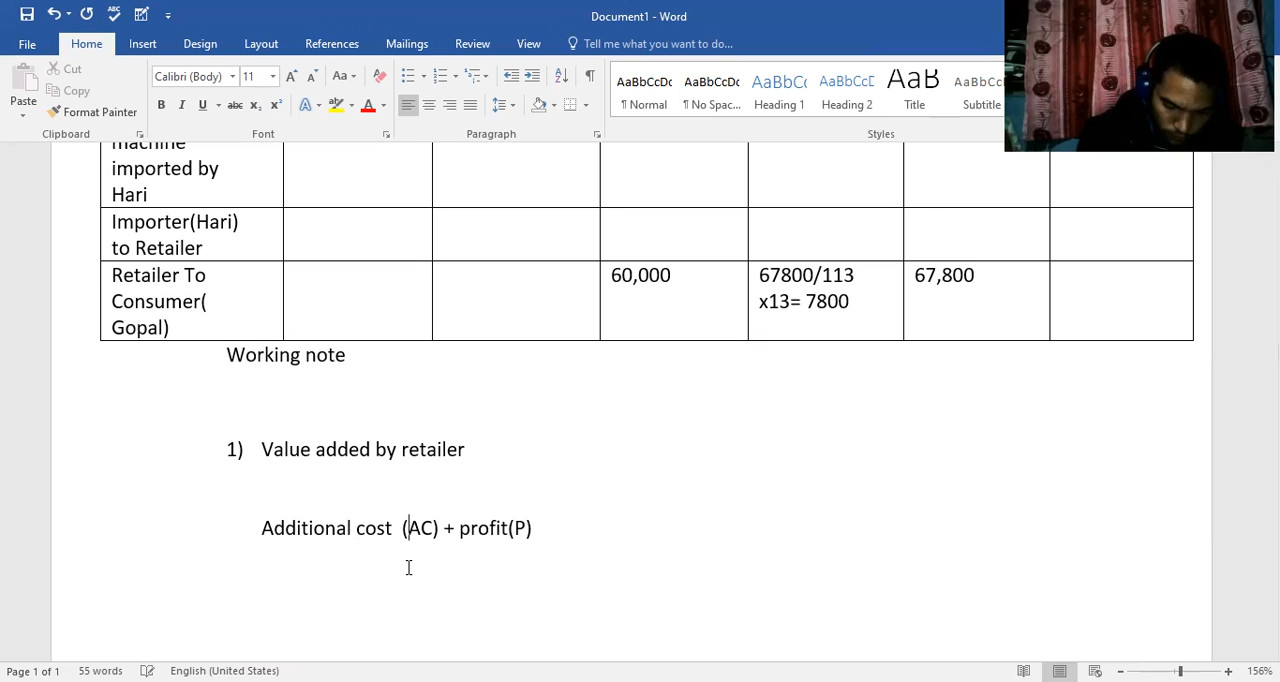 Document1 - Word
File Home Insert Design Layout References Mailings Review View Tell me what you want to do...
Cut
Copy
Paste
Format Painter
Clipboard
Calibri (Body) 11
Font
Paragraph
AaBbCcDc AaBbCcDc AaBbCc AaBbCcD AaB AaBbCcD
¶ Normal ¶ No Spac... Heading 1 Heading 2 Title Subtitle
Styles
machine
imported by
Hari
Importer(Hari)
to Retailer
Retailer To 60,000 67800/113 67,800
Consumer( x13= 7800
Gopal)
Working note
1) Value added by retailer
Additional cost (AC) + profit(P)
Page 1 of 1 55 words English (United States) 156%